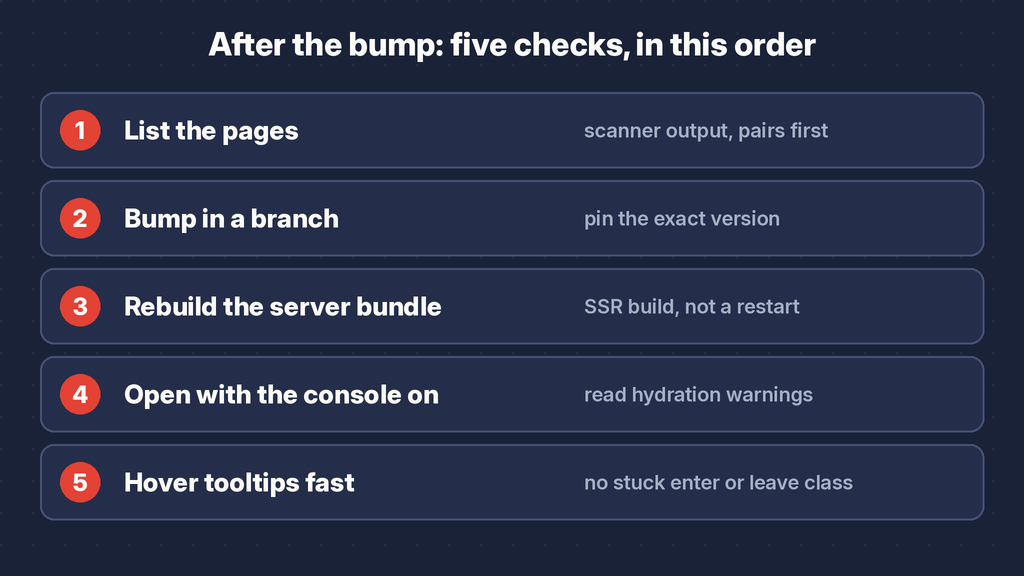 After the bump: five checks, in this order
1 List the pages scanner output, pairs first
2 Bump in a branch pin the exact version
3 Rebuild the server bundle SSR build, not a restart
4 Open with the console on read hydration warnings
5 Hover tooltips fast no stuck enter or leave class